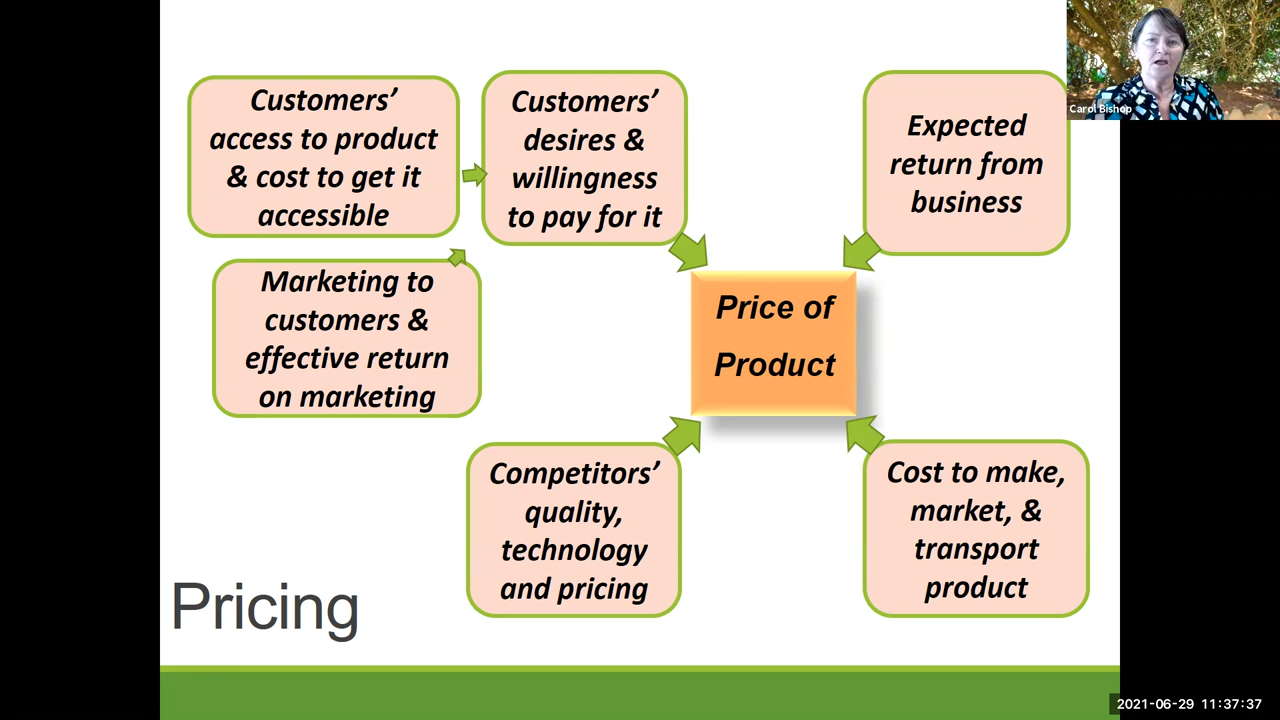 Customers’
access to product
& cost to get it
accessible
Customers’
desires &
willingness
to pay for it
Expected
return from
business
Carol Bishop
Marketing to
customers &
effective return
on marketing
Price of
Product
Competitors’
quality,
technology
and pricing
Cost to make,
market, &
transport
product
Pricing
2021-06-29 11:37:37